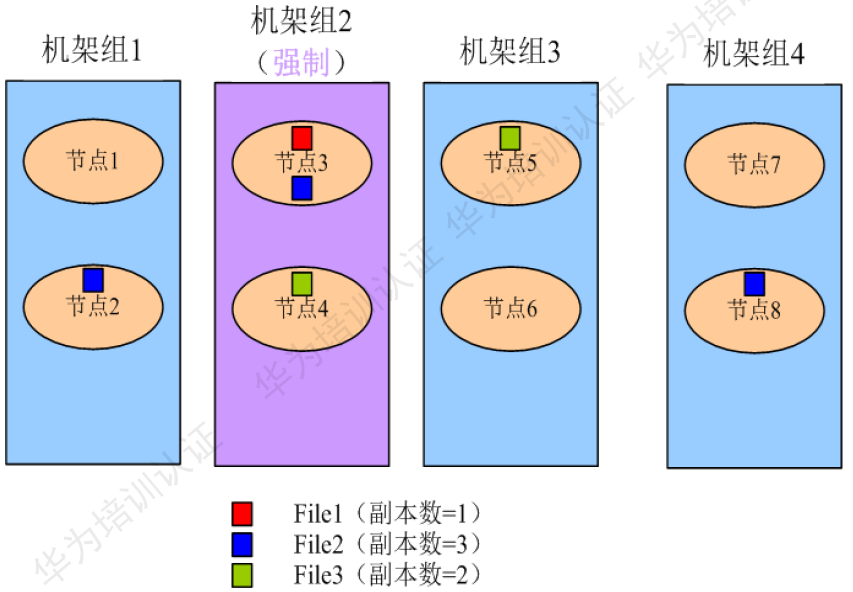 机架组1
机架组2
（强制）
机架组3
机架组4
节点1
节点3
节点5
节点7
节点2
节点4
节点6
节点8
File1（副本数=1）
File2（副本数=3）
File3（副本数=2）
华为培训认证 华为培训认证 华为培训认证 华为培训认证